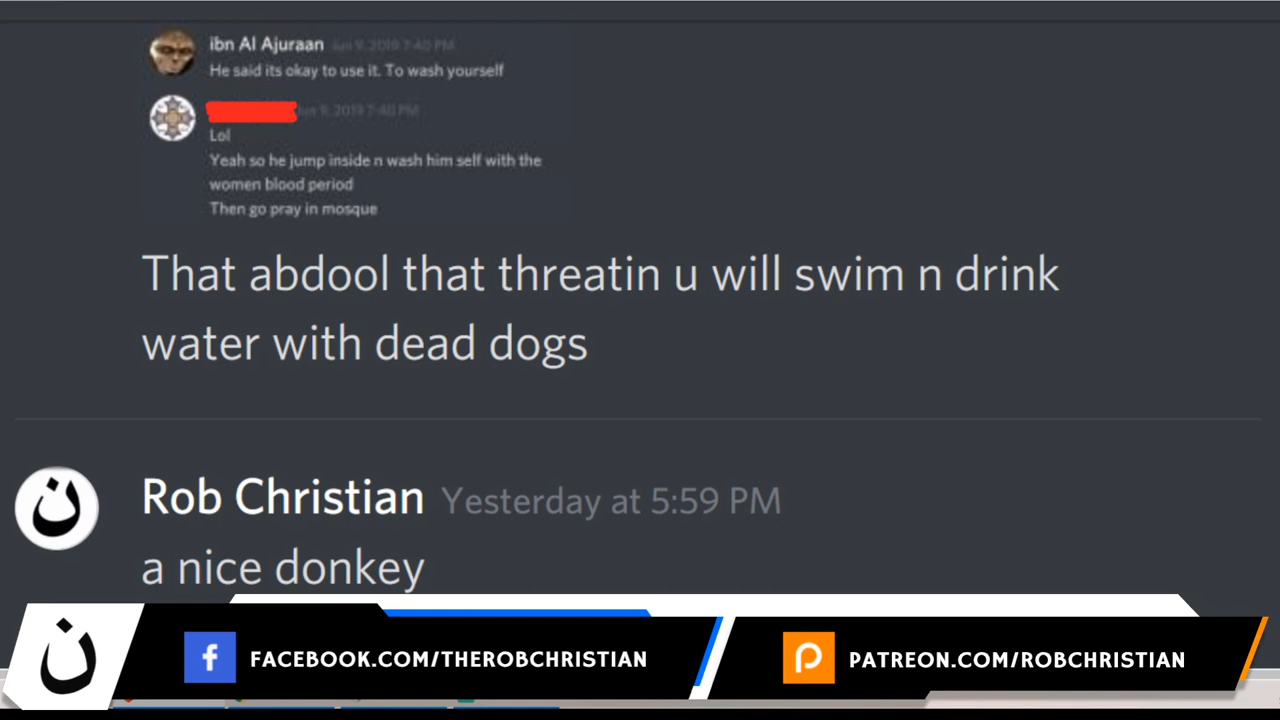 ibn Al Ajuraan Jan 9, 2019 7:40 PM
He said its okay to use it. To wash yourself
9, 2019 7:40 PM
Lol
Yeah so he jump inside n wash him self with the
women blood period
Then go pray in mosque
That abdool that threatin u will swim n drink
water with dead dogs
ن Rob Christian Yesterday at 5:59 PM
a nice donkey
ن FACEBOOK.COM/THEROBCHRISTIAN PATREON.COM/ROBCHRISTIAN